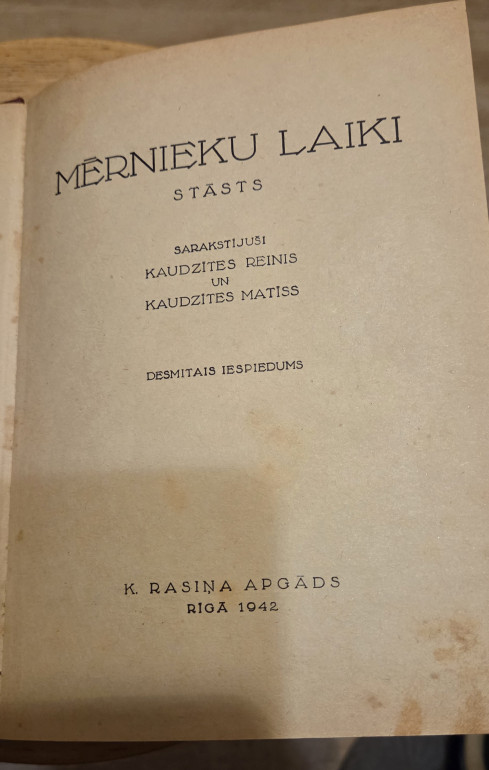 MĒRNIEKU LAIKI
STĀSTS
SARAKSTĪJUŠI
KAUDZĪTES REINIS
UN
KAUDZĪTES MATĪSS
DESMITAIS IESPIEDUMS
K. RASIŅA APGĀDS
RĪGĀ 1942